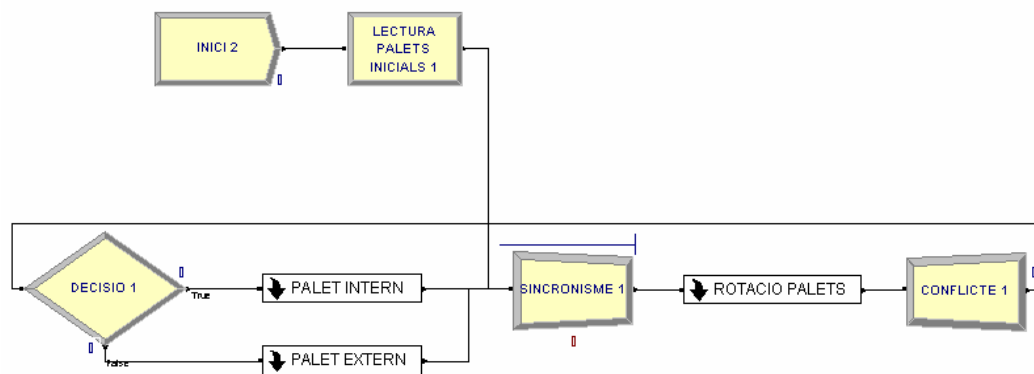 INICI 2
LECTURA
PALETS
INICIALS 1
DECISIO 1
True
False
PALET INTERN
PALET EXTERN
SINCRONISME 1
ROTACIO PALETS
CONFLICTE 1